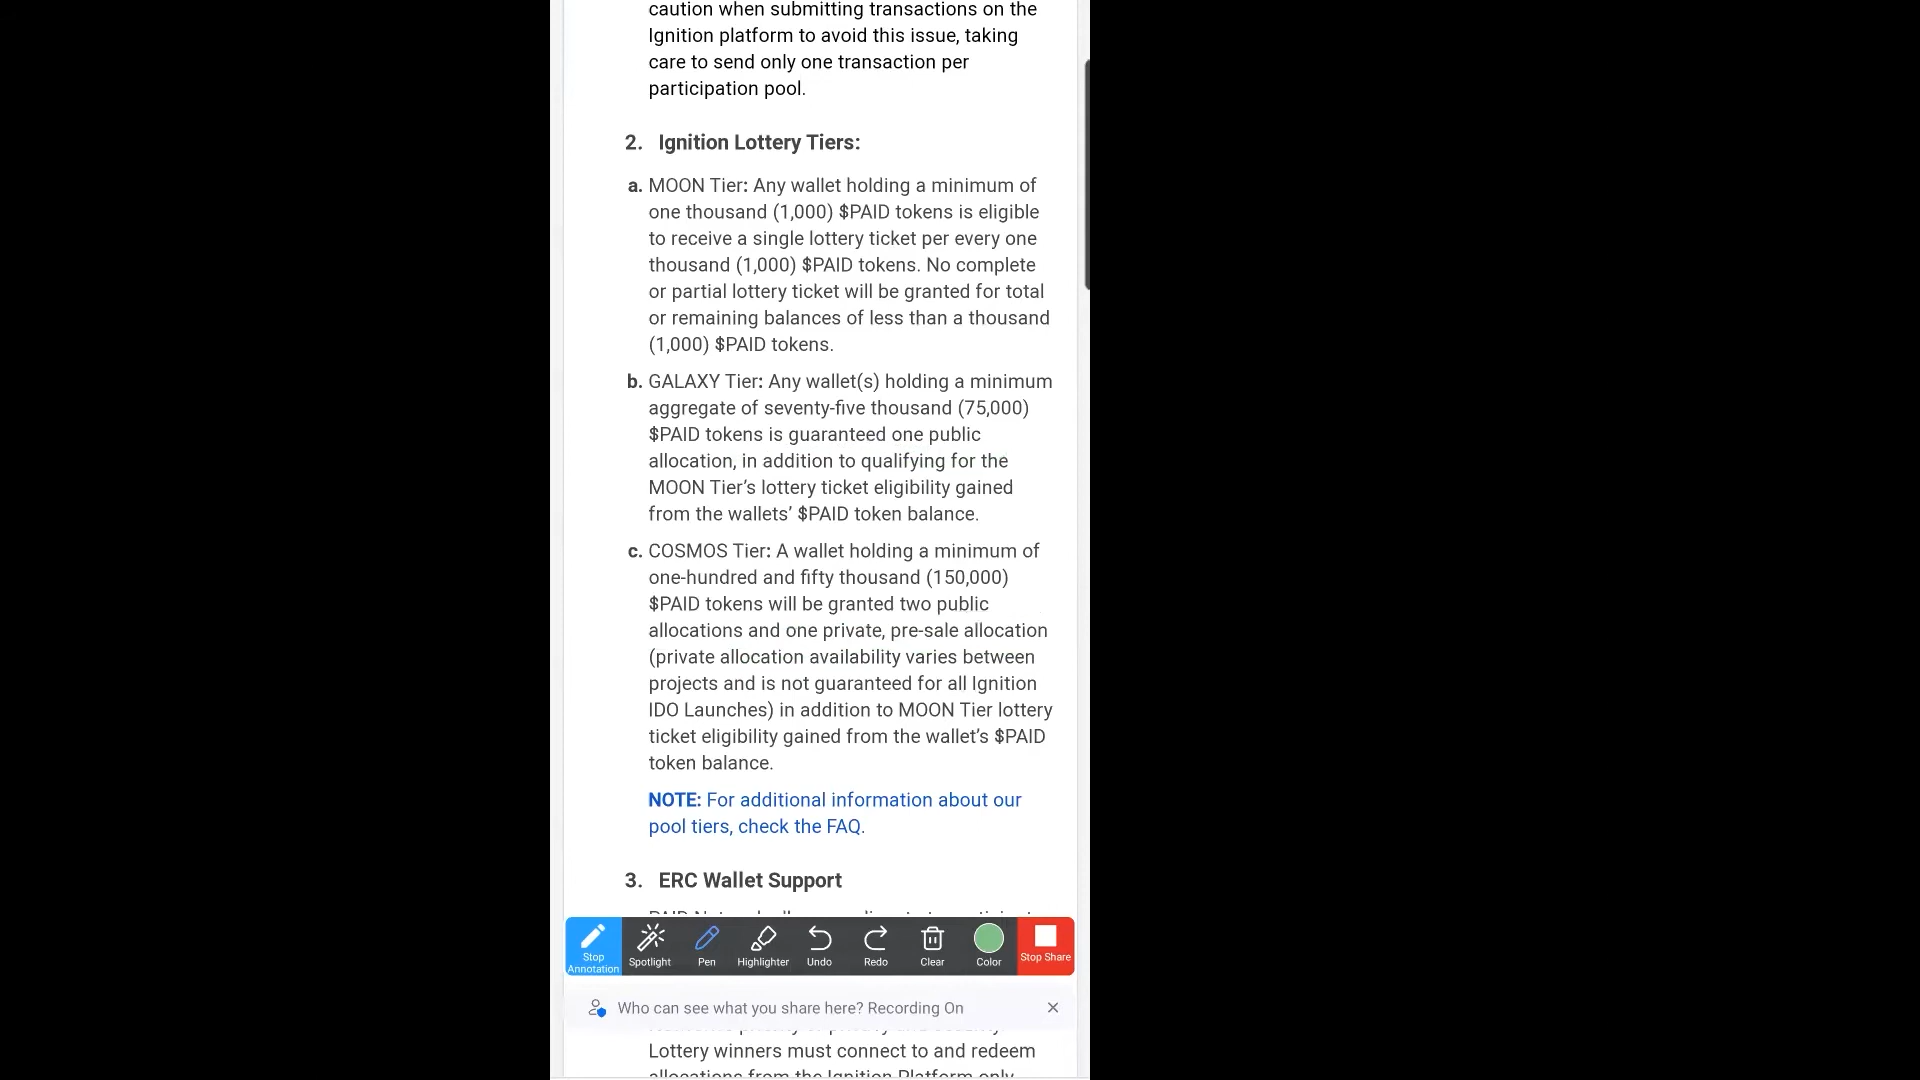 caution when submitting transactions on the
Ignition platform to avoid this issue, taking
care to send only one transaction per
participation pool.
2. Ignition Lottery Tiers:
a. MOON Tier: Any wallet holding a minimum of
one thousand (1,000) $PAID tokens is eligible
to receive a single lottery ticket per every one
thousand (1,000) $PAID tokens. No complete
or partial lottery ticket will be granted for total
or remaining balances of less than a thousand
(1,000) $PAID tokens.
b. GALAXY Tier: Any wallet(s) holding a minimum
aggregate of seventy-five thousand (75,000)
$PAID tokens is guaranteed one public
allocation, in addition to qualifying for the
MOON Tier’s lottery ticket eligibility gained
from the wallets’ $PAID token balance.
c. COSMOS Tier: A wallet holding a minimum of
one-hundred and fifty thousand (150,000)
$PAID tokens will be granted two public
allocations and one private, pre-sale allocation
(private allocation availability varies between
projects and is not guaranteed for all Ignition
IDO Launches) in addition to MOON Tier lottery
ticket eligibility gained from the wallet’s $PAID
token balance.
NOTE: For additional information about our
pool tiers, check the FAQ.
3. ERC Wallet Support
Stop Annotation Spotlight Pen Highlighter Undo Redo Clear Color Stop Share
Who can see what you share here? Recording On
Lottery winners must connect to and redeem
allocations from the Ignition Platform only